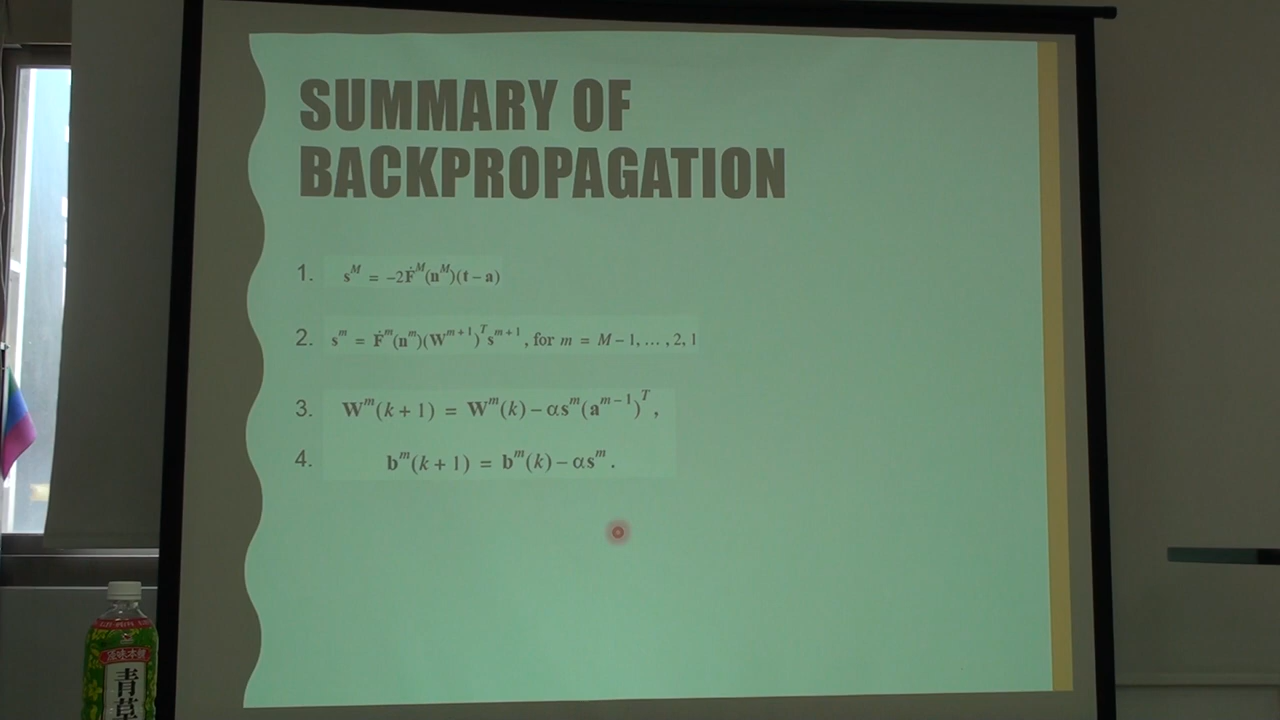 SUMMARY OF
BACKPROPAGATION
1. s^M = –2Ḟ^M(n^M)(t – a)
2. s^m = Ḟ^m(n^m)(W^{m+1})^T s^{m+1}, for m = M – 1, … , 2, 1
3. W^m(k + 1) = W^m(k) – αs^m(a^{m–1})^T,
4. b^m(k + 1) = b^m(k) – αs^m.
青草